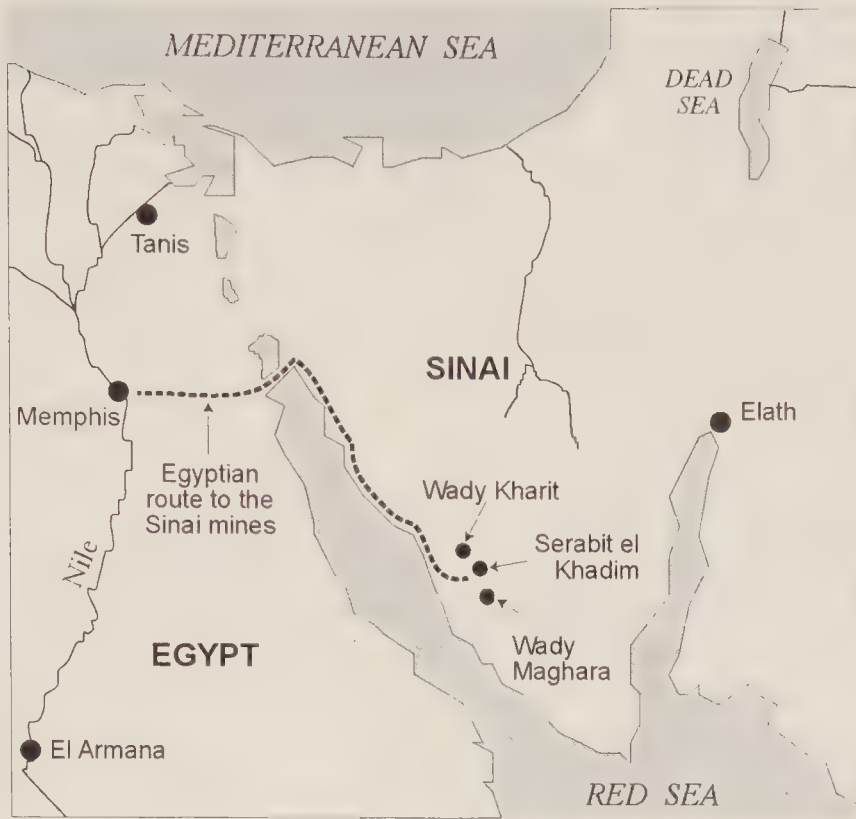 MEDITERRANEAN SEA
DEAD
SEA
Tanis
SINAI
Memphis
Elath
Egyptian
route to the
Sinai mines
Wady Kharit
Serabit el
Khadim
Nile
Wady
Maghara
EGYPT
El Armana
RED SEA